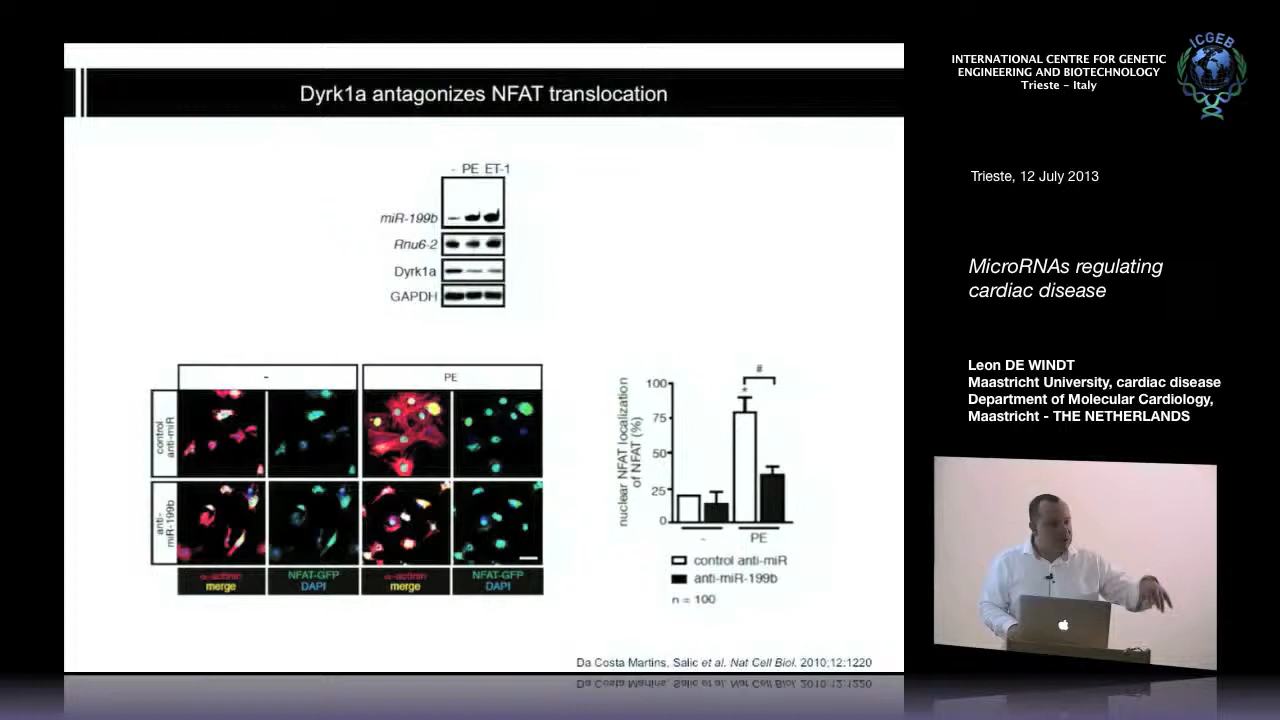 Dyrk1a antagonizes NFAT translocation
- PE ET-1
miR-199b
Rnu6-2
Dyrk1a
GAPDH
-
PE
control
anti-miR
anti-
miR-199b
α-actinin
merge
NFAT-GFP
DAPI
α-actinin
merge
NFAT-GFP
DAPI
nuclear NFAT localization
of NFAT (%)
100
75
50
25
0
*
#
-
PE
control anti-miR
anti-miR-199b
n = 100
Da Costa Martins, Salic et al. Nat Cell Biol. 2010;12:1220
INTERNATIONAL CENTRE FOR GENETIC
ENGINEERING AND BIOTECHNOLOGY
Trieste - Italy
ICGEB
Trieste, 12 July 2013
MicroRNAs regulating
cardiac disease
Leon DE WINDT
Maastricht University, cardiac disease
Department of Molecular Cardiology,
Maastricht - THE NETHERLANDS